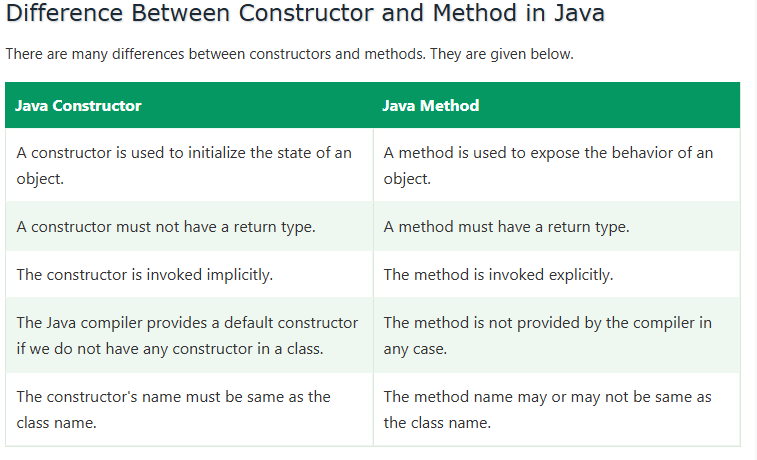 Difference Between Constructor and Method in Java
There are many differences between constructors and methods. They are given below.
Java Constructor
Java Method
A constructor is used to initialize the state of an
object.
A method is used to expose the behavior of an
object.
A constructor must not have a return type.
A method must have a return type.
The constructor is invoked implicitly.
The method is invoked explicitly.
The Java compiler provides a default constructor
if we do not have any constructor in a class.
The method is not provided by the compiler in
any case.
The constructor's name must be same as the
class name.
The method name may or may not be same as
the class name.